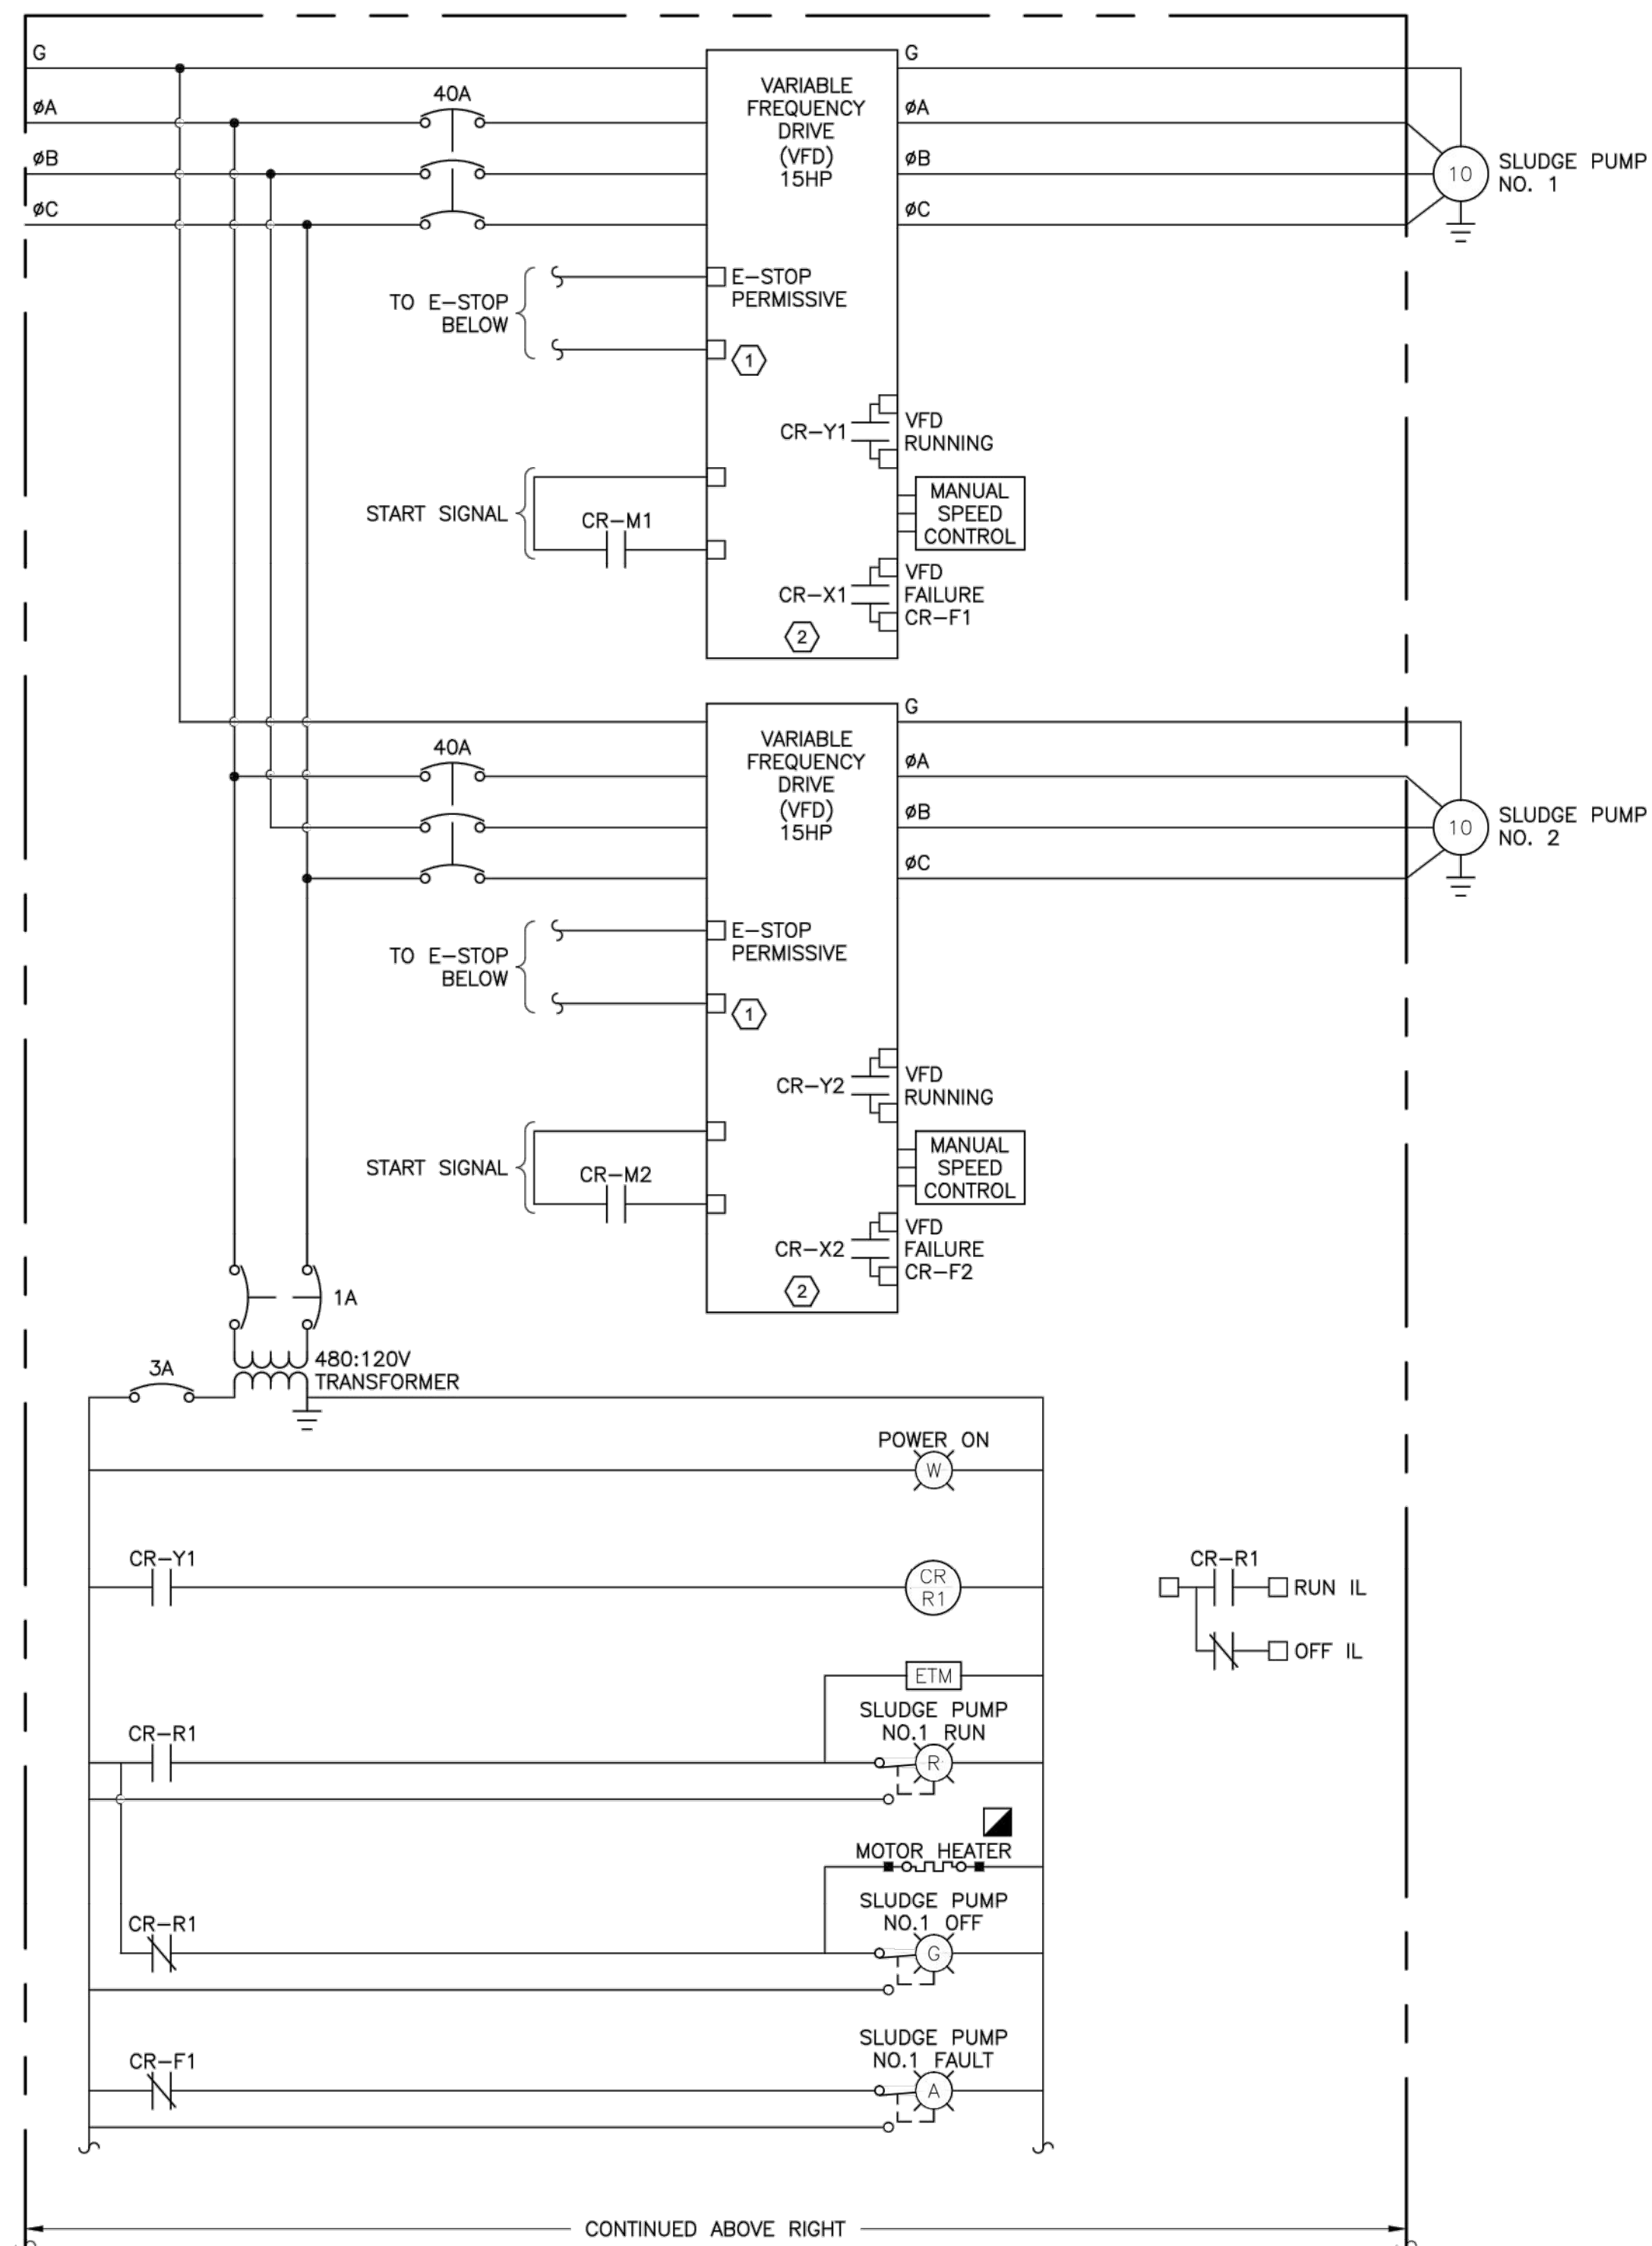 G
øA
40A
øB
øC
VARIABLE
FREQUENCY
DRIVE
(VFD)
15HP
G
øA
øB
øC
10
SLUDGE PUMP
NO. 1
TO E-STOP
BELOW
E-STOP
PERMISSIVE
1
CR-Y1
VFD
RUNNING
START SIGNAL
CR-M1
MANUAL
SPEED
CONTROL
CR-X1
VFD
FAILURE
CR-F1
2
40A
VARIABLE
FREQUENCY
DRIVE
(VFD)
15HP
G
øA
øB
øC
10
SLUDGE PUMP
NO. 2
TO E-STOP
BELOW
E-STOP
PERMISSIVE
1
CR-Y2
VFD
RUNNING
START SIGNAL
CR-M2
MANUAL
SPEED
CONTROL
CR-X2
VFD
FAILURE
CR-F2
2
1A
3A
480:120V
TRANSFORMER
POWER ON
W
CR-Y1
CR
R1
CR-R1
RUN IL
OFF IL
ETM
SLUDGE PUMP
NO.1 RUN
CR-R1
R
MOTOR HEATER
SLUDGE PUMP
NO.1 OFF
CR-R1
G
SLUDGE PUMP
NO.1 FAULT
CR-F1
A
CONTINUED ABOVE RIGHT